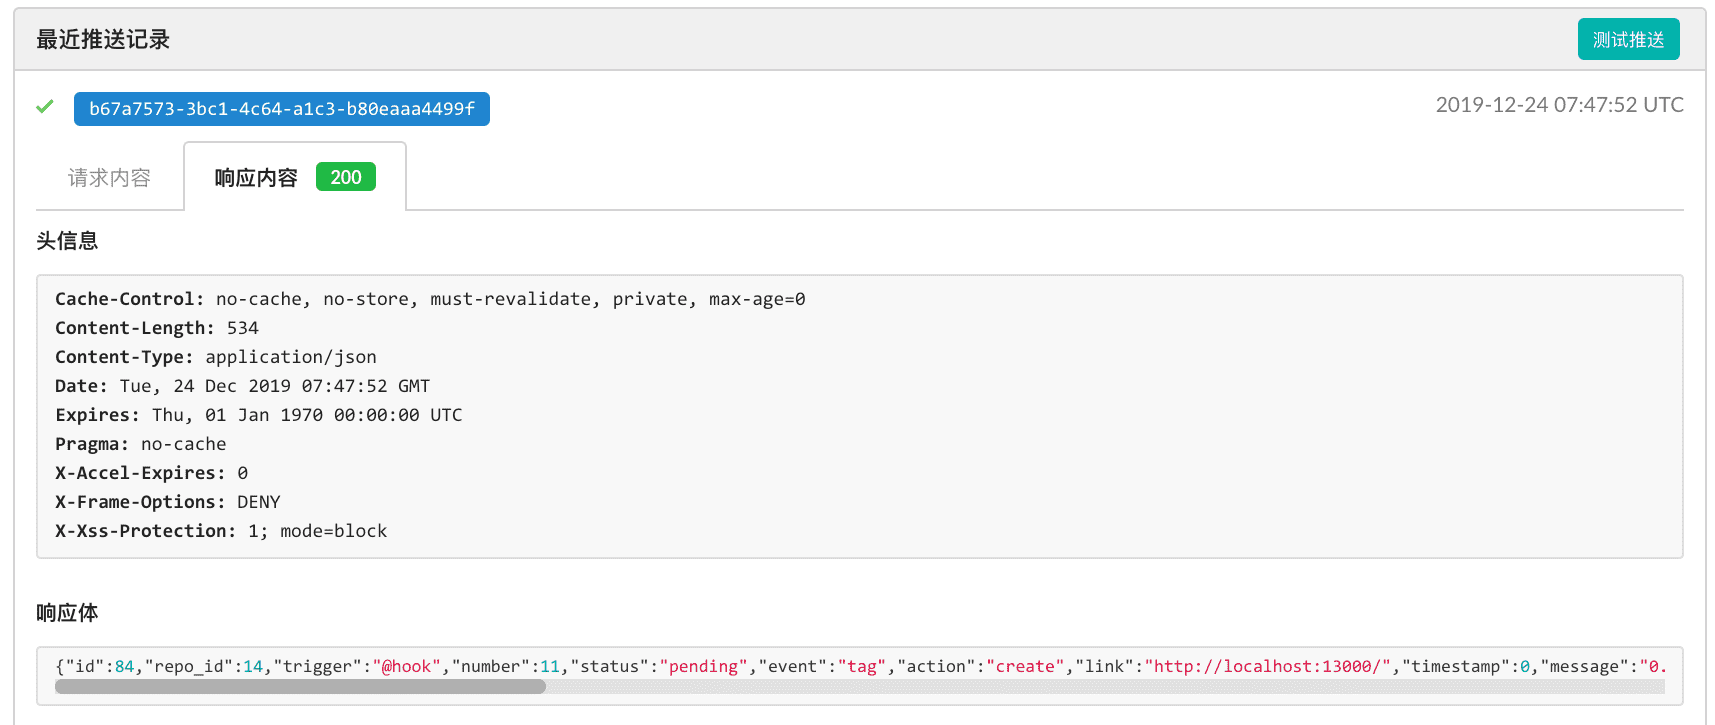 最近推送记录
测试推送
b67a7573-3bc1-4c64-a1c3-b80eaaa4499f
2019-12-24 07:47:52 UTC
请求内容
响应内容 200
头信息
Cache-Control: no-cache, no-store, must-revalidate, private, max-age=0
Content-Length: 534
Content-Type: application/json
Date: Tue, 24 Dec 2019 07:47:52 GMT
Expires: Thu, 01 Jan 1970 00:00:00 UTC
Pragma: no-cache
X-Accel-Expires: 0
X-Frame-Options: DENY
X-Xss-Protection: 1; mode=block
响应体
{"id":84,"repo_id":14,"trigger":"@hook","number":11,"status":"pending","event":"tag","action":"create","link":"http://localhost:13000/","timestamp":0,"message":"0.